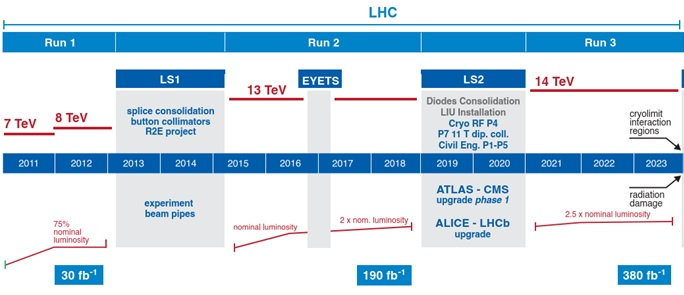 LHC
Run 1
Run 2
Run 3
LS1
EYETS
LS2
14 TeV
13 TeV
7 TeV
8 TeV
splice consolidation
button collimators
R2E project
Diodes Consolidation
LIU Installation
Cryo RF P4
P7 11 T dip. coll.
Civil Eng. P1-P5
cryolimit
interaction
regions
2011
2012
2013
2014
2015
2016
2017
2018
2019
2020
2021
2022
2023
experiment
beam pipes
ATLAS - CMS
upgrade phase 1
ALICE - LHCb
upgrade
radiation
damage
75%
nominal
luminosity
nominal luminosity
2 x nom. luminosity
2.5 x nominal luminosity
30 fb⁻¹
190 fb⁻¹
380 fb⁻¹